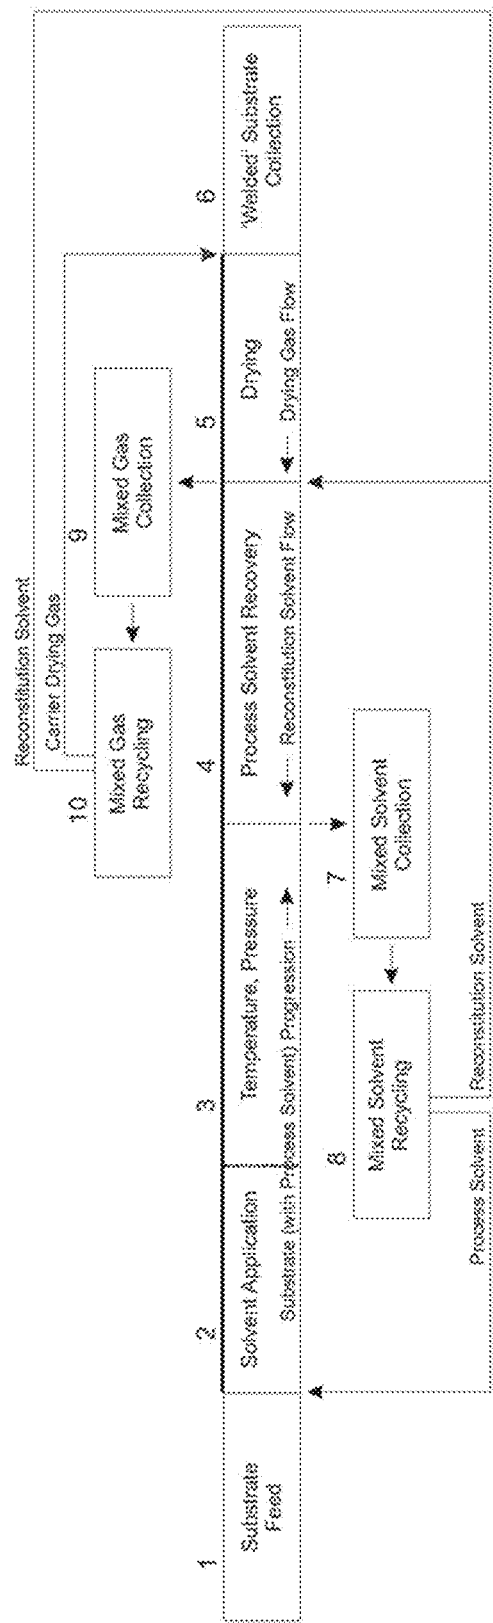 Reconstitution Solvent
Carrier Drying Gas
10
Mixed Gas
Recycling
9
Mixed Gas
Collection
1
Substrate
Feed
2
Solvent Application
3
Temperature, Pressure
Substrate (with Process Solvent) Progression
4
Process Solvent Recovery
Reconstitution Solvent Flow
5
Drying
Drying Gas Flow
6
'Welded' Substrate
Collection
8
Mixed Solvent
Recycling
7
Mixed Solvent
Collection
Process Solvent
Reconstitution Solvent